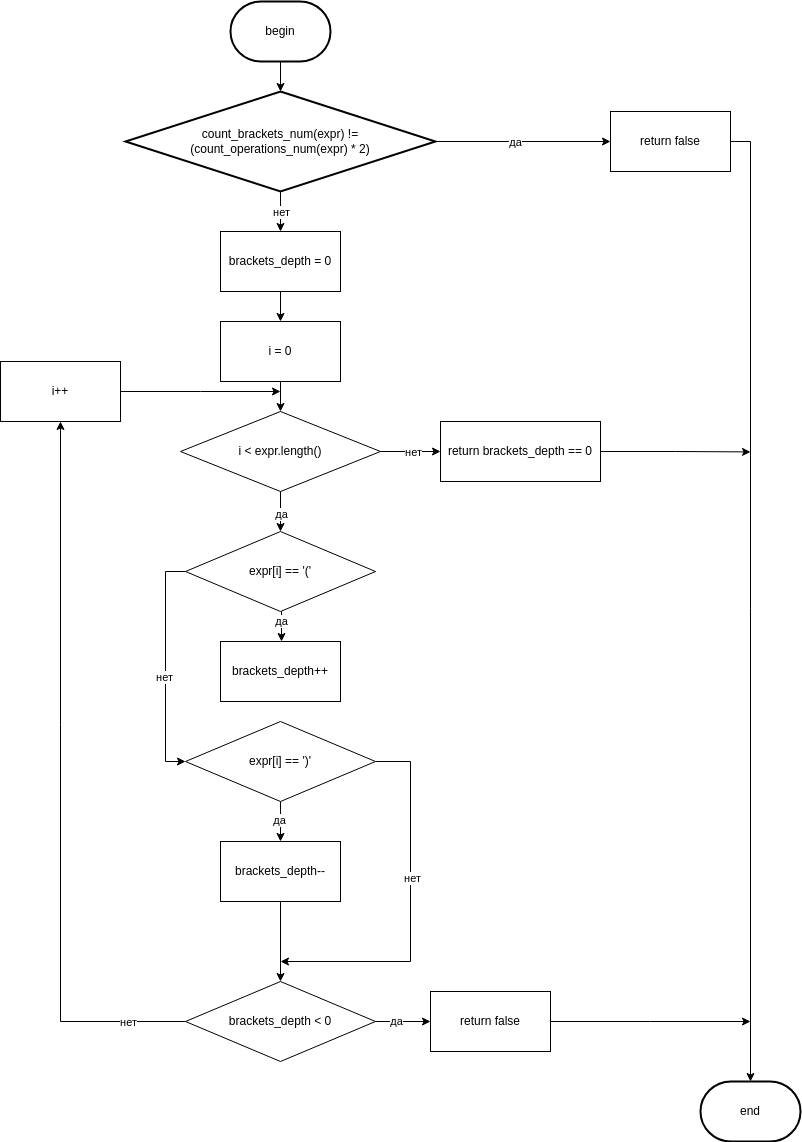 begin
count_brackets_num(expr) !=
(count_operations_num(expr) * 2)
да
return false
нет
brackets_depth = 0
i = 0
i++
i < expr.length()
нет
return brackets_depth == 0
да
expr[i] == '('
да
нет
brackets_depth++
expr[i] == ')'
да
нет
brackets_depth--
brackets_depth < 0
нет
да
return false
end